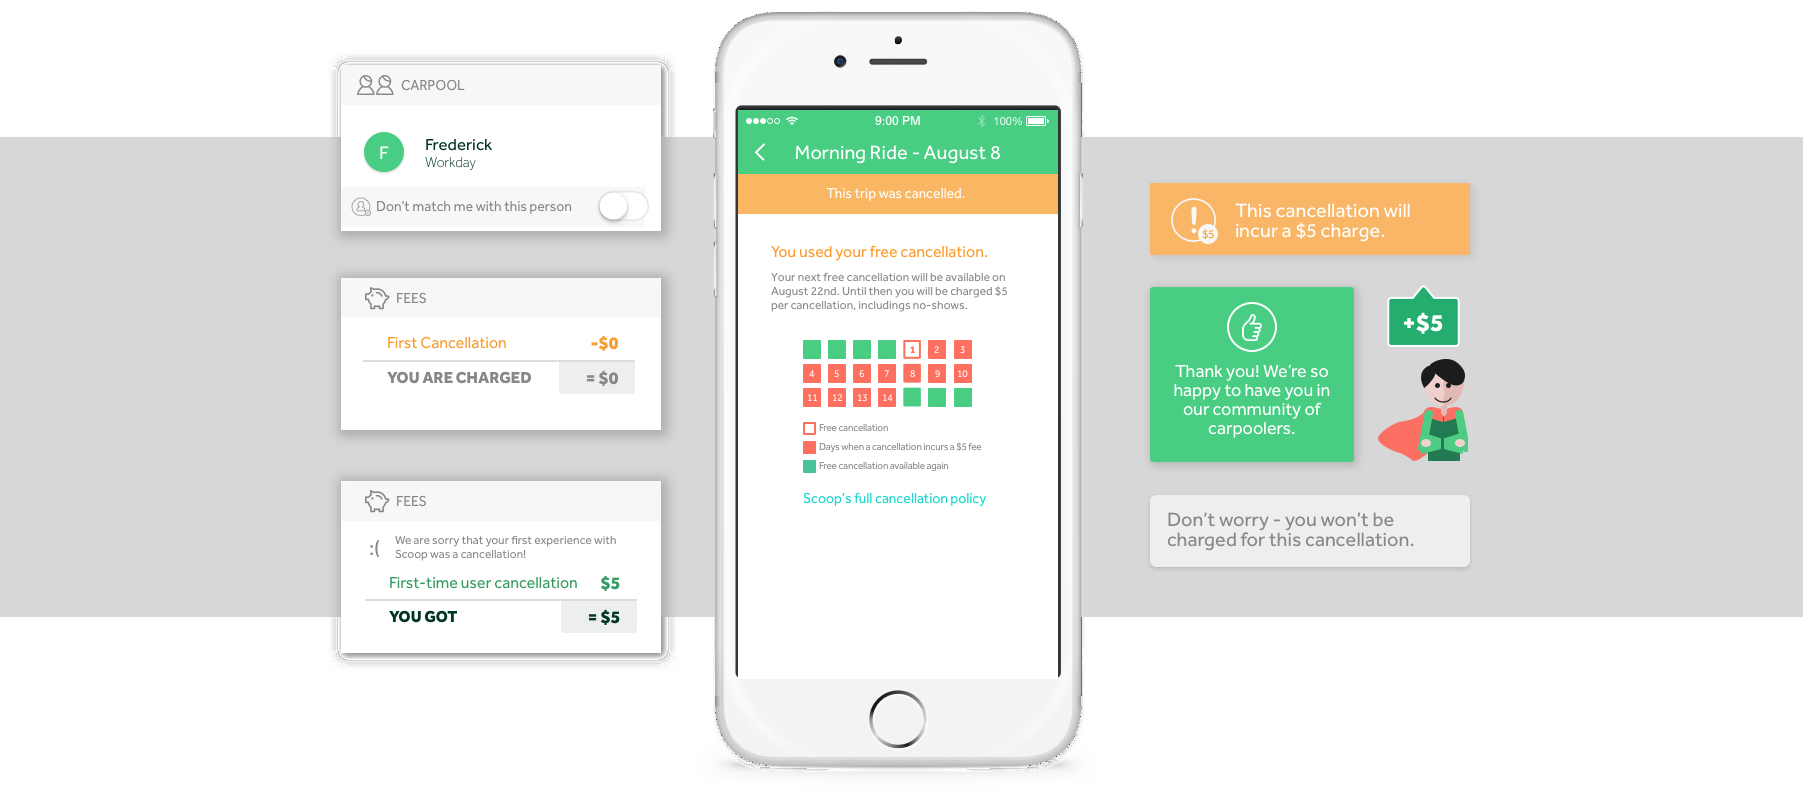 CARPOOL
F
Frederick
Workday
Don't match me with this person
FEES
First Cancellation -$0
YOU ARE CHARGED = $0
FEES
:(
We are sorry that your first experience with
Scoop was a cancellation!
First-time user cancellation $5
YOU GOT = $5
9:00 PM 100%
Morning Ride - August 8
This trip was cancelled.
You used your free cancellation.
Your next free cancellation will be available on
August 22nd. Until then you will be charged $5
per cancellation, includings no-shows.
1 2 3
4 5 6 7 8 9 10
11 12 13 14
Free cancellation
Days when a cancellation incurs a $5 fee
Free cancellation available again
Scoop's full cancellation policy
! $5
This cancellation will
incur a $5 charge.
Thank you! We're so
happy to have you in
our community of
carpoolers.
+$5
Don't worry - you won't be
charged for this cancellation.